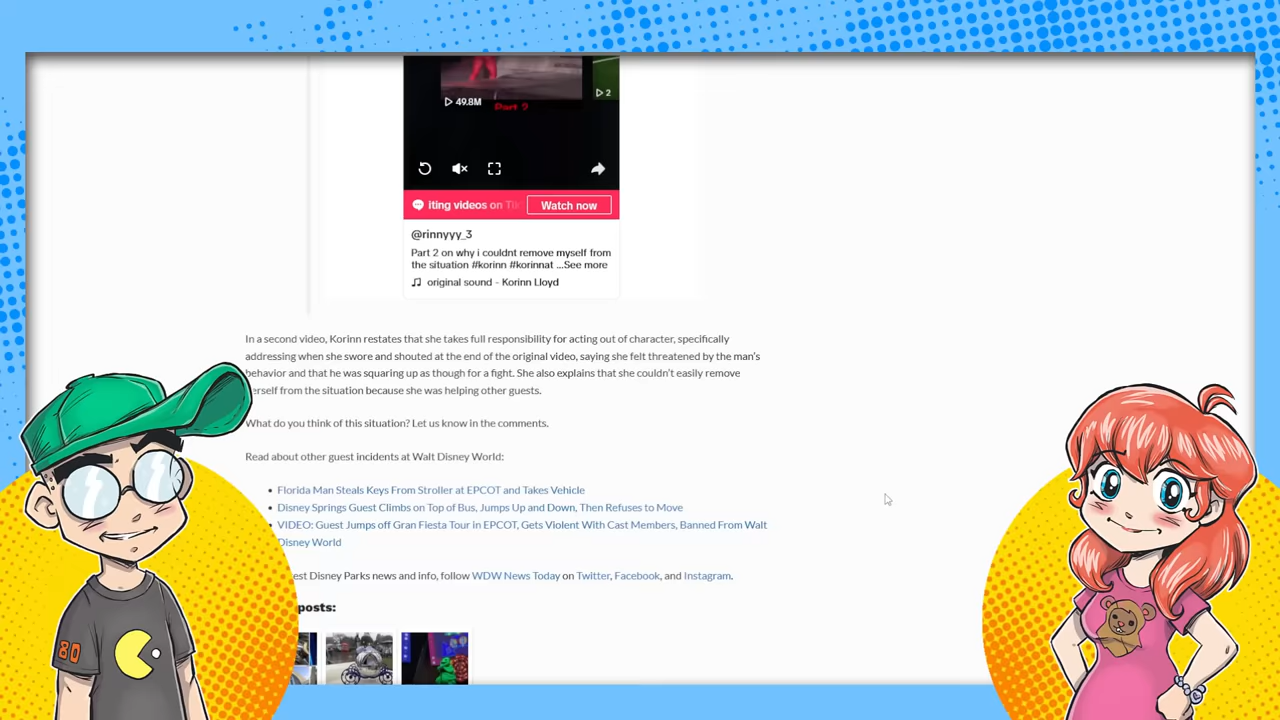 49.8M
Part 2
2
iting videos on Tik
Watch now
@rinnyyy_3
Part 2 on why i couldnt remove myself from
the situation #korinn #korinnat ...See more
original sound - Korinn Lloyd
In a second video, Korinn restates that she takes full responsibility for acting out of character, specifically
addressing when she swore and shouted at the end of the original video, saying she felt threatened by the man's
behavior and that he was squaring up as though for a fight. She also explains that she couldn't easily remove
erself from the situation because she was helping other guests.
What do you think of this situation? Let us know in the comments.
Read about other guest incidents at Walt Disney World:
Florida Man Steals Keys From Stroller at EPCOT and Takes Vehicle
Disney Springs Guest Climbs on Top of Bus, Jumps Up and Down, Then Refuses to Move
VIDEO: Guest Jumps off Gran Fiesta Tour in EPCOT, Gets Violent With Cast Members, Banned From Walt
Disney World
est Disney Parks news and info, follow WDW News Today on Twitter, Facebook, and Instagram.
posts:
80